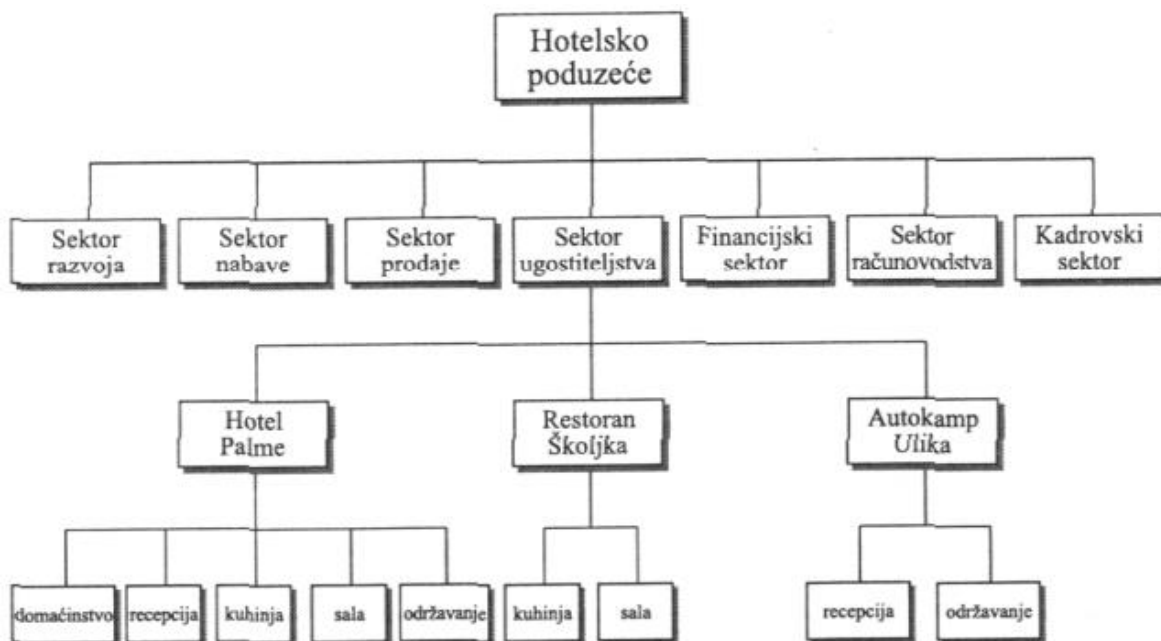 Hotelsko
poduzeće
Sektor
razvoja
Sektor
nabave
Sektor
prodaje
Sektor
ugostiteljstva
Financijski
sektor
Sektor
računovodstva
Kadrovski
sektor
Hotel
Palme
Restoran
Školjka
Autokamp
Ulika
domaćinstvo
recepcija
kuhinja
sala
održavanje
kuhinja
sala
recepcija
održavanje